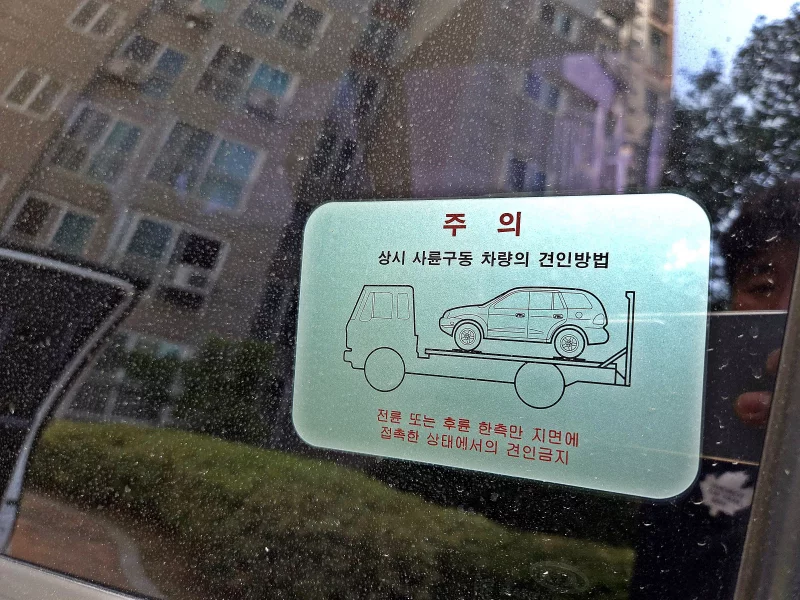 주 의
상시 사륜구동 차량의 견인방법
전륜 또는 후륜 한측만 지면에
접촉한 상태에서의 견인금지